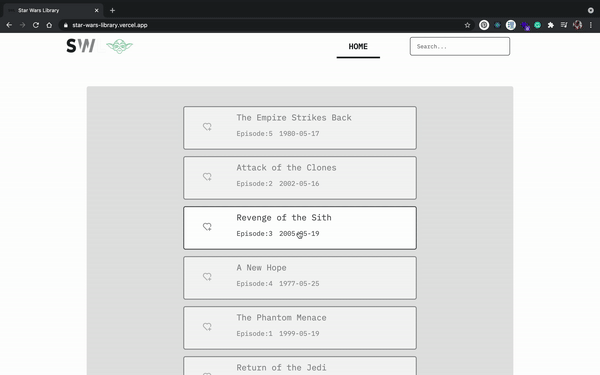 Star Wars Library
star-wars-library.vercel.app
SW
HOME
Search...
The Empire Strikes Back
Episode:5 1980-05-17
Attack of the Clones
Episode:2 2002-05-16
Revenge of the Sith
Episode:3 2005-05-19
A New Hope
Episode:4 1977-05-25
The Phantom Menace
Episode:1 1999-05-19
Return of the Jedi